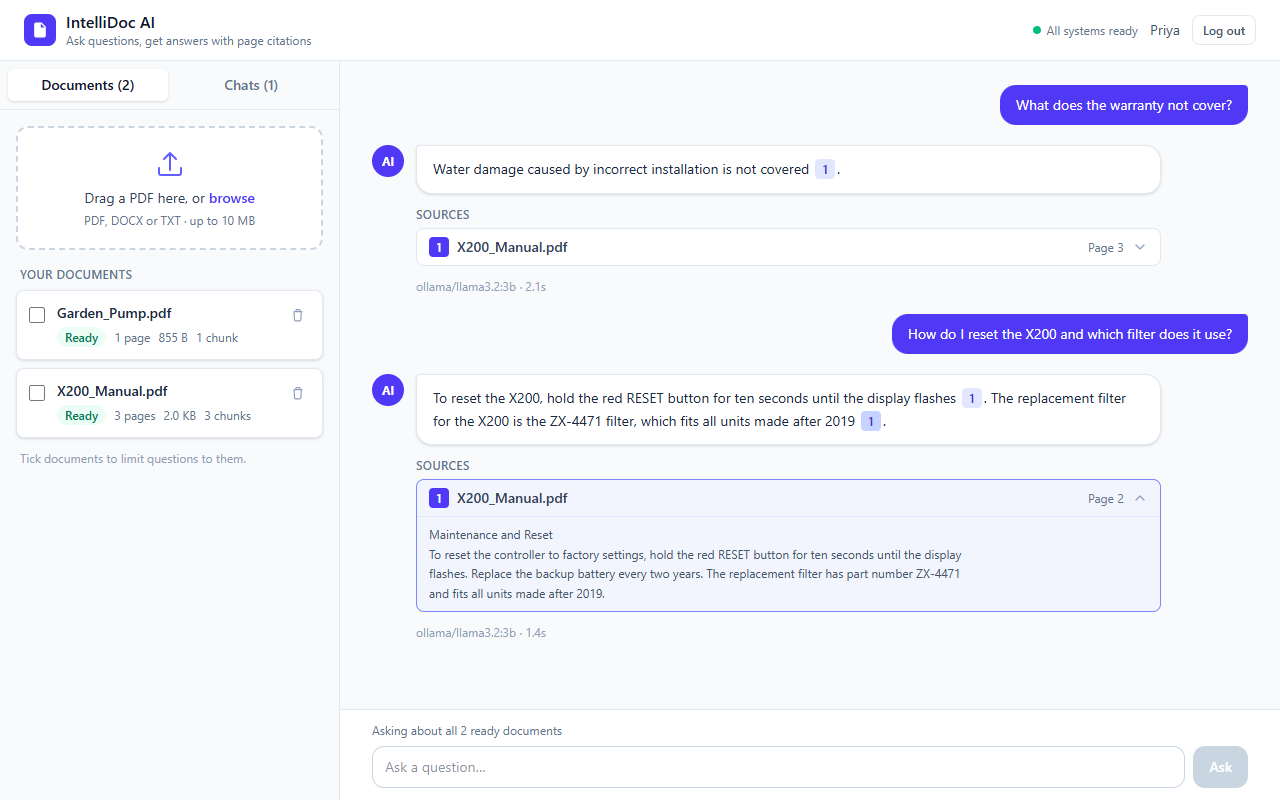 IntelliDoc AI
Ask questions, get answers with page citations
All systems ready
Priya
Log out
Documents (2)
Chats (1)
Drag a PDF here, or browse
PDF, DOCX or TXT · up to 10 MB
YOUR DOCUMENTS
Garden_Pump.pdf
Ready 1 page 855 B 1 chunk
X200_Manual.pdf
Ready 3 pages 2.0 KB 3 chunks
Tick documents to limit questions to them.
What does the warranty not cover?
AI
Water damage caused by incorrect installation is not covered 1 .
SOURCES
1 X200_Manual.pdf Page 3
ollama/llama3.2:3b · 2.1s
How do I reset the X200 and which filter does it use?
AI
To reset the X200, hold the red RESET button for ten seconds until the display flashes 1 . The replacement filter
for the X200 is the ZX-4471 filter, which fits all units made after 2019 1 .
SOURCES
1 X200_Manual.pdf Page 2
Maintenance and Reset
To reset the controller to factory settings, hold the red RESET button for ten seconds until the display
flashes. Replace the backup battery every two years. The replacement filter has part number ZX-4471
and fits all units made after 2019.
ollama/llama3.2:3b · 1.4s
Asking about all 2 ready documents
Ask a question...
Ask